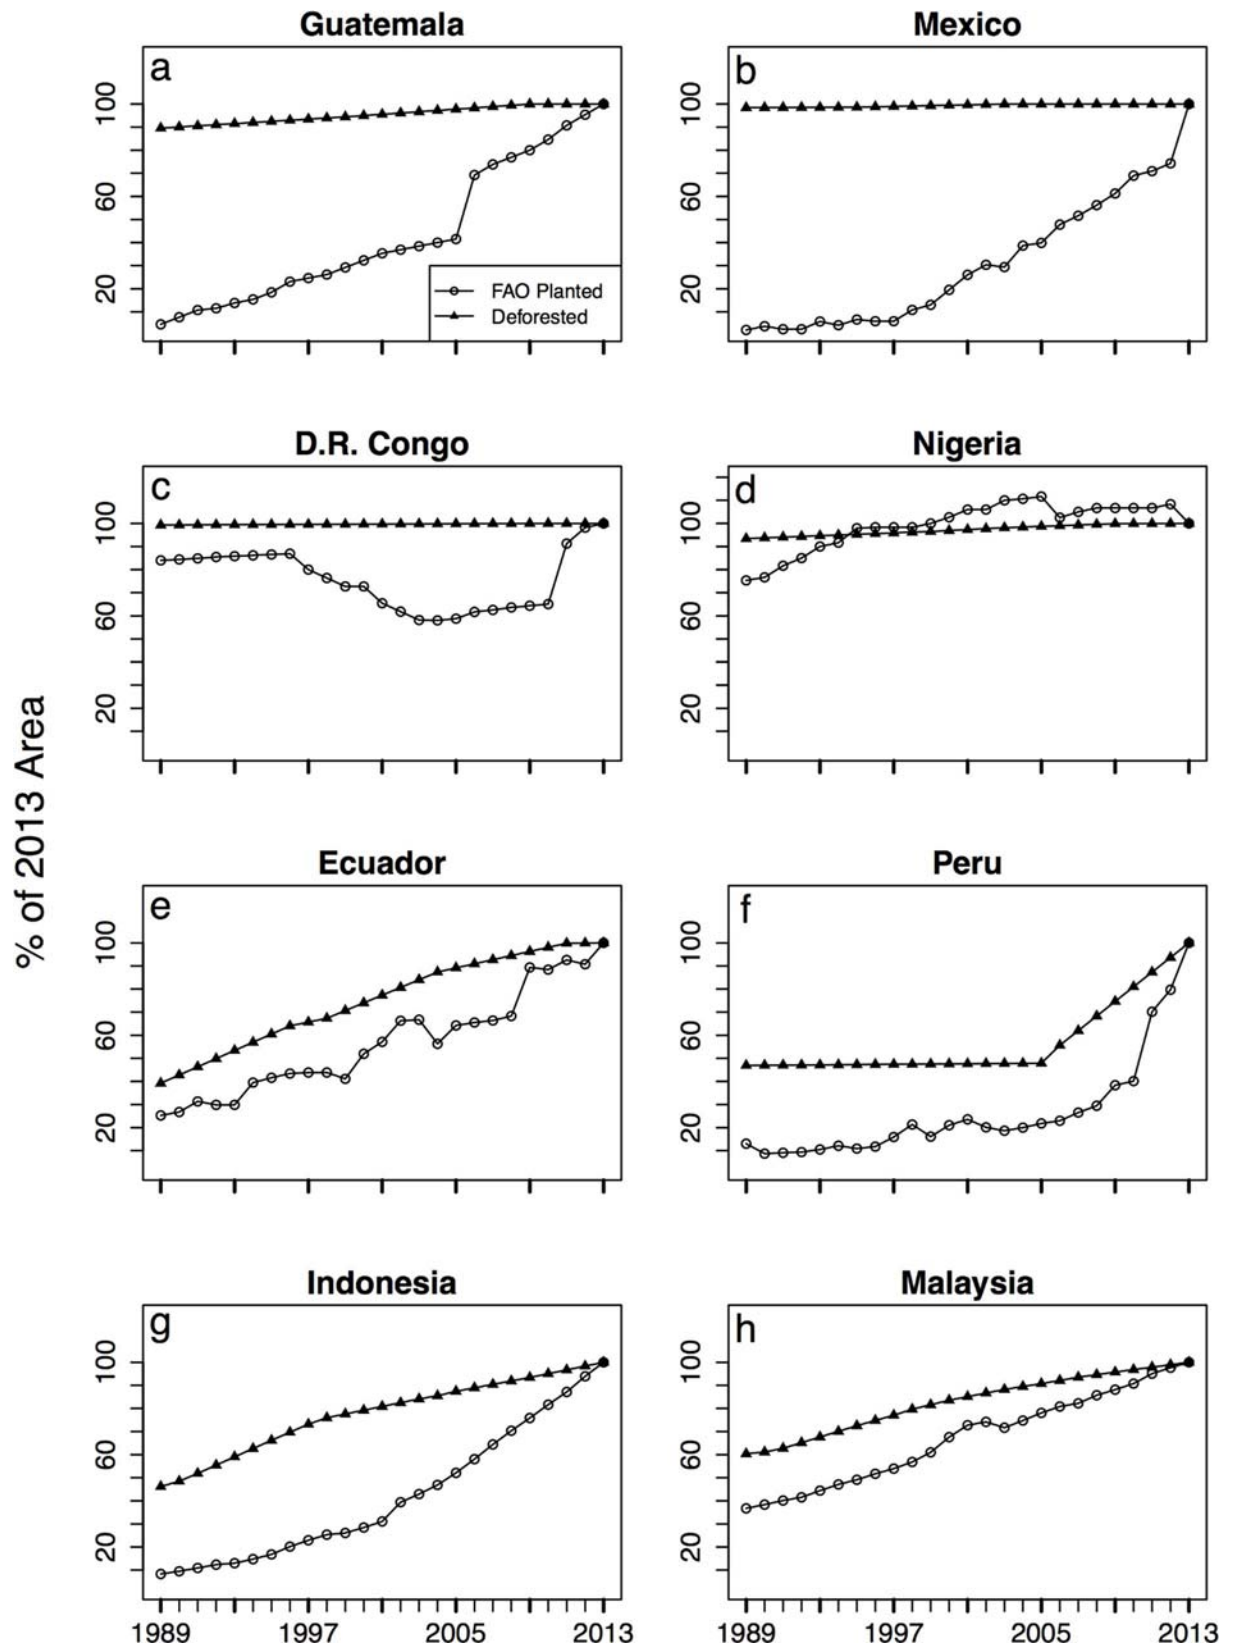 Guatemala
a
100
60
20
FAO Planted
Deforested
Mexico
b
100
60
20
D.R. Congo
c
100
60
20
Nigeria
d
100
60
20
% of 2013 Area
Ecuador
e
100
60
20
Peru
f
100
60
20
Indonesia
g
100
60
20
1989 1997 2005 2013
Malaysia
h
100
60
20
1989 1997 2005 2013